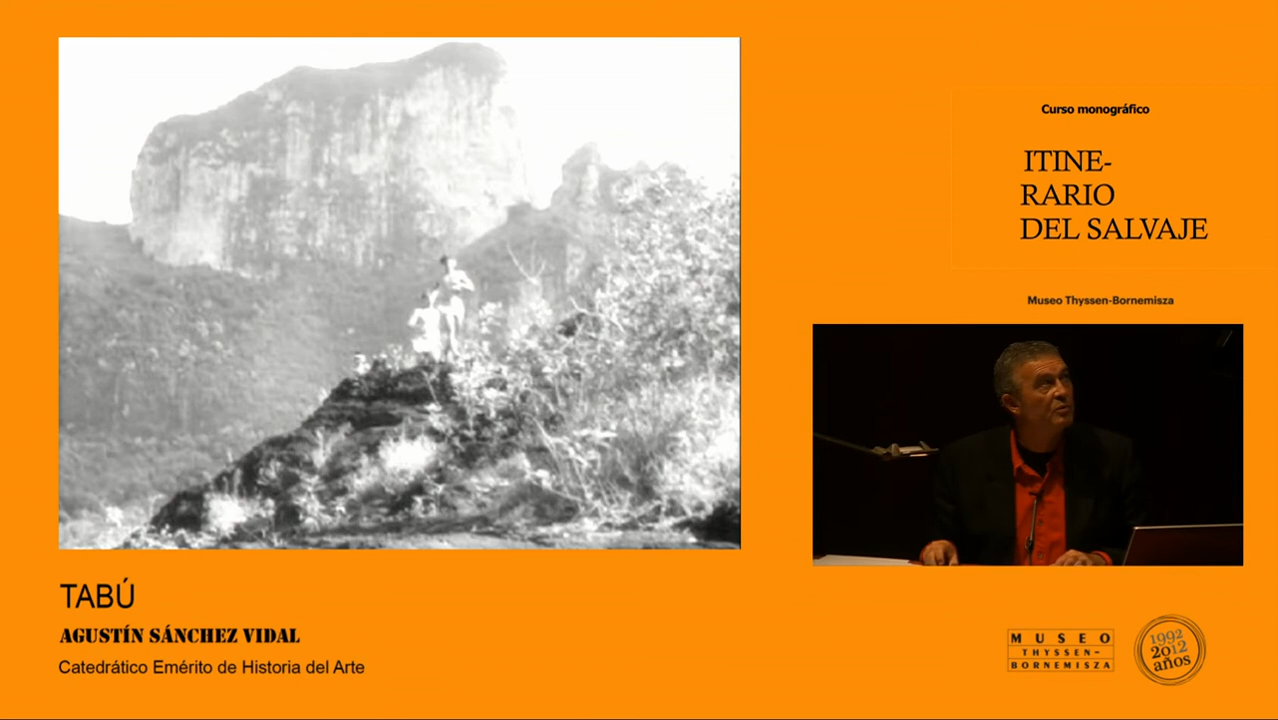 Curso monográfico
ITINE-
RARIO
DEL SALVAJE
Museo Thyssen-Bornemisza
TABÚ
AGUSTÍN SÁNCHEZ VIDAL
Catedrático Emérito de Historia del Arte
MUSEO
THYSSEN-
BORNEMISZA
1992
2012
años